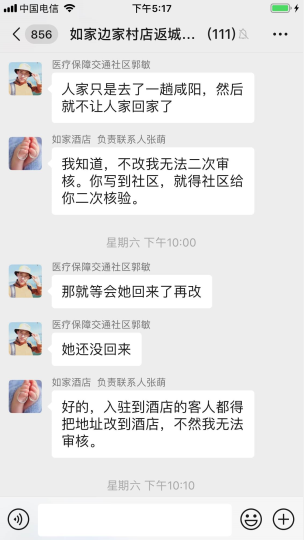 中国电信 下午5:17
856 如家边家村店返城... (111)
医疗保障交通社区郭敏
人家只是去了一趟咸阳，然后
就不让人家回家了
如家酒店 负责联系人张萌
我知道，不改我无法二次审
核。你写到社区，就得社区给
你二次核验。
星期六 下午10:00
医疗保障交通社区郭敏
那就等会她回来了再改
医疗保障交通社区郭敏
她还没回来
如家酒店 负责联系人张萌
好的，入驻到酒店的客人都得
把地址改到酒店，不然我无法
审核。
星期六 下午10:10